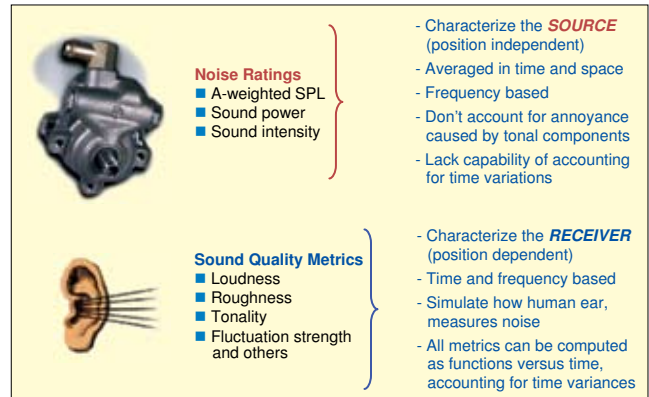 Noise Ratings
■ A-weighted SPL
■ Sound power
■ Sound intensity
- Characterize the SOURCE
(position independent)
- Averaged in time and space
- Frequency based
- Don't account for annoyance
caused by tonal components
- Lack capability of accounting
for time variations
Sound Quality Metrics
■ Loudness
■ Roughness
■ Tonality
■ Fluctuation strength
and others
- Characterize the RECEIVER
(position dependent)
- Time and frequency based
- Simulate how human ear,
measures noise
- All metrics can be computed
as functions versus time,
accounting for time variances